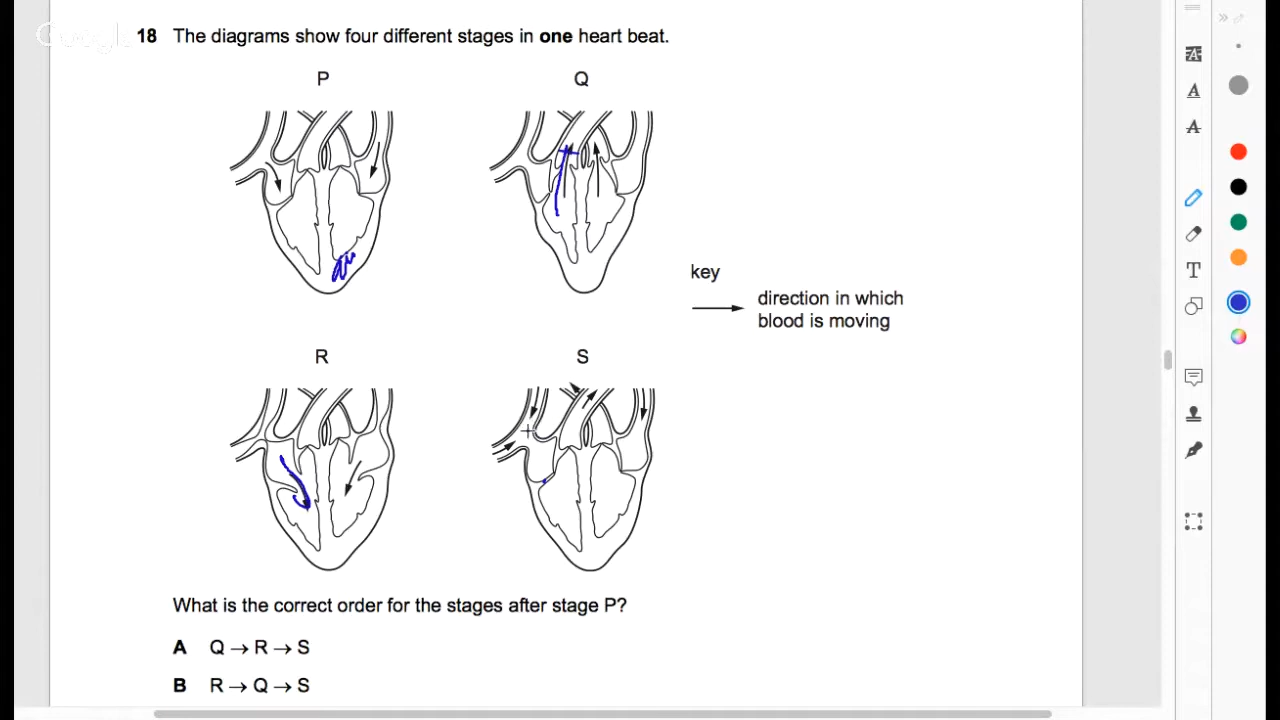 Google
18 The diagrams show four different stages in one heart beat.
P Q
key
direction in which
blood is moving
R S
What is the correct order for the stages after stage P?
A Q → R → S
B R → Q → S